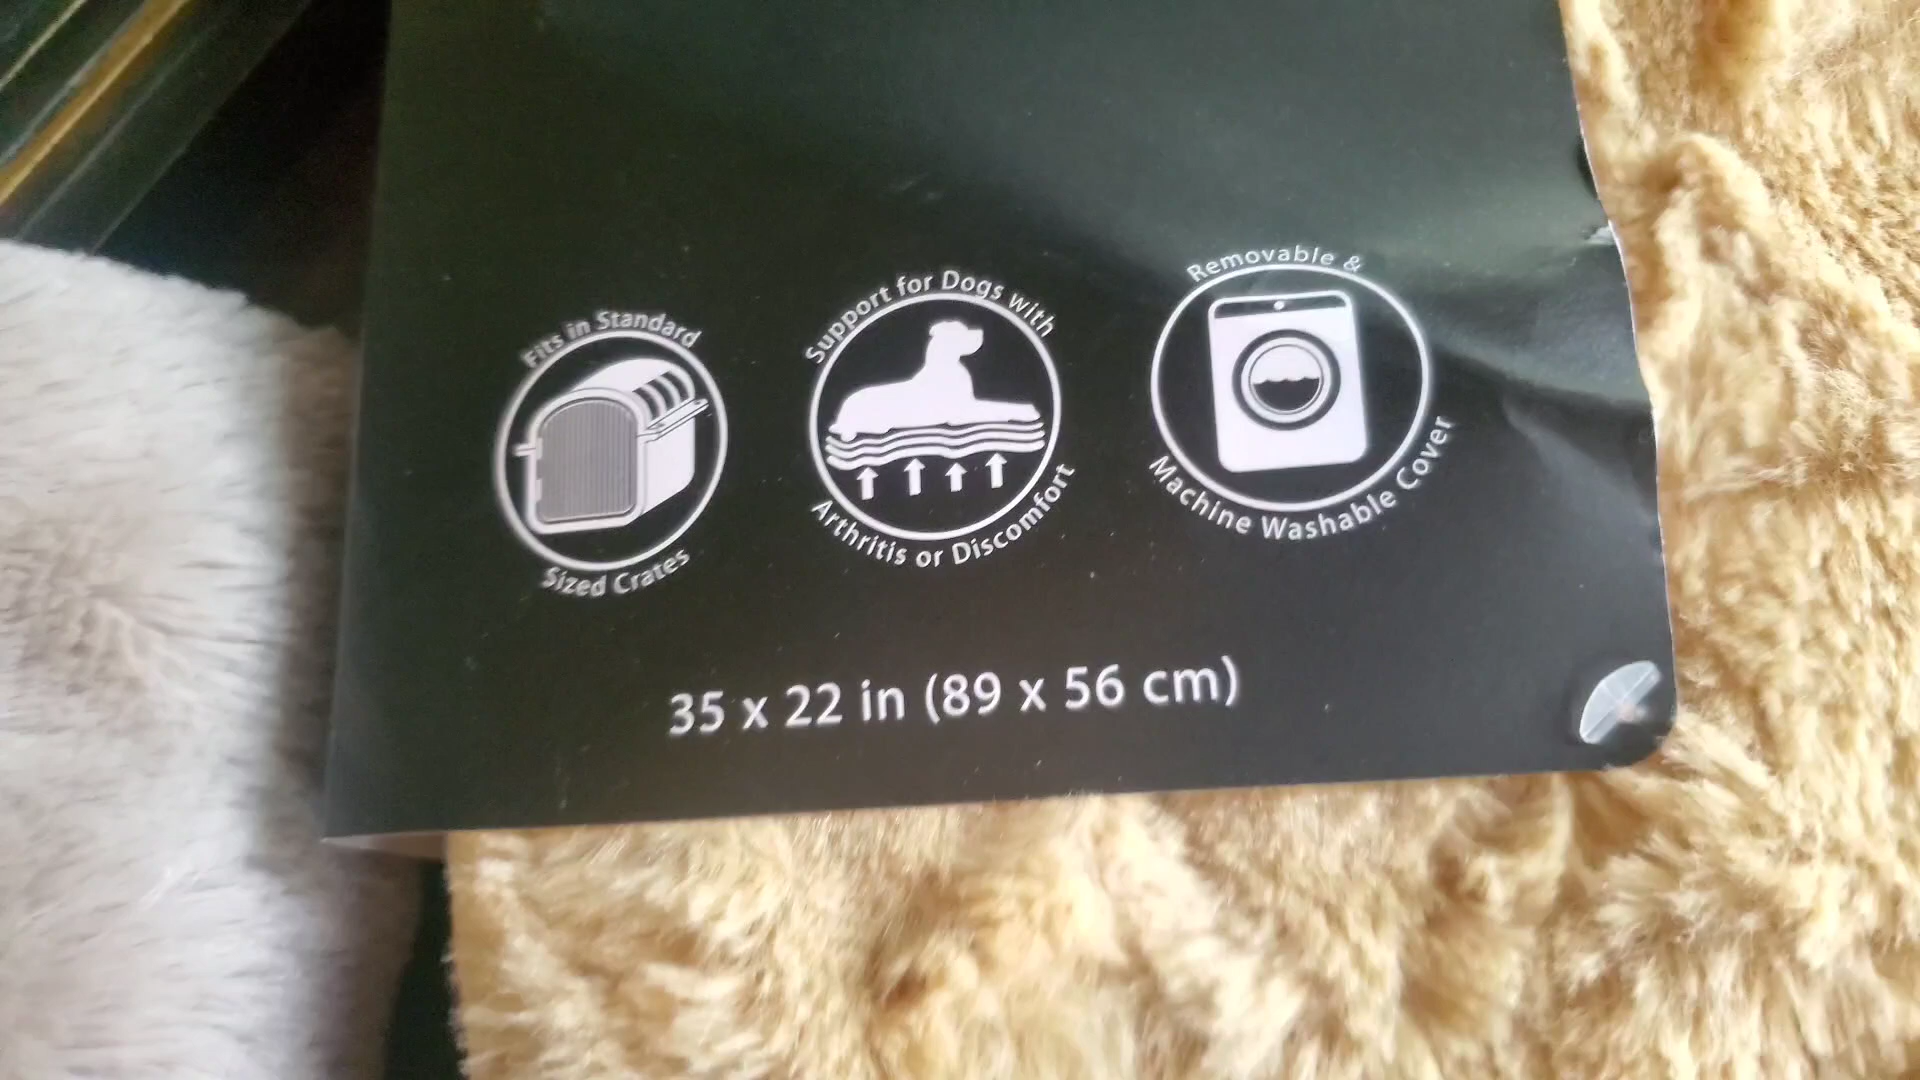 Fits in Standard
Sized Crates
Support for Dogs with
Arthritis or Discomfort
Removable &
Machine Washable Cover
35 x 22 in (89 x 56 cm)